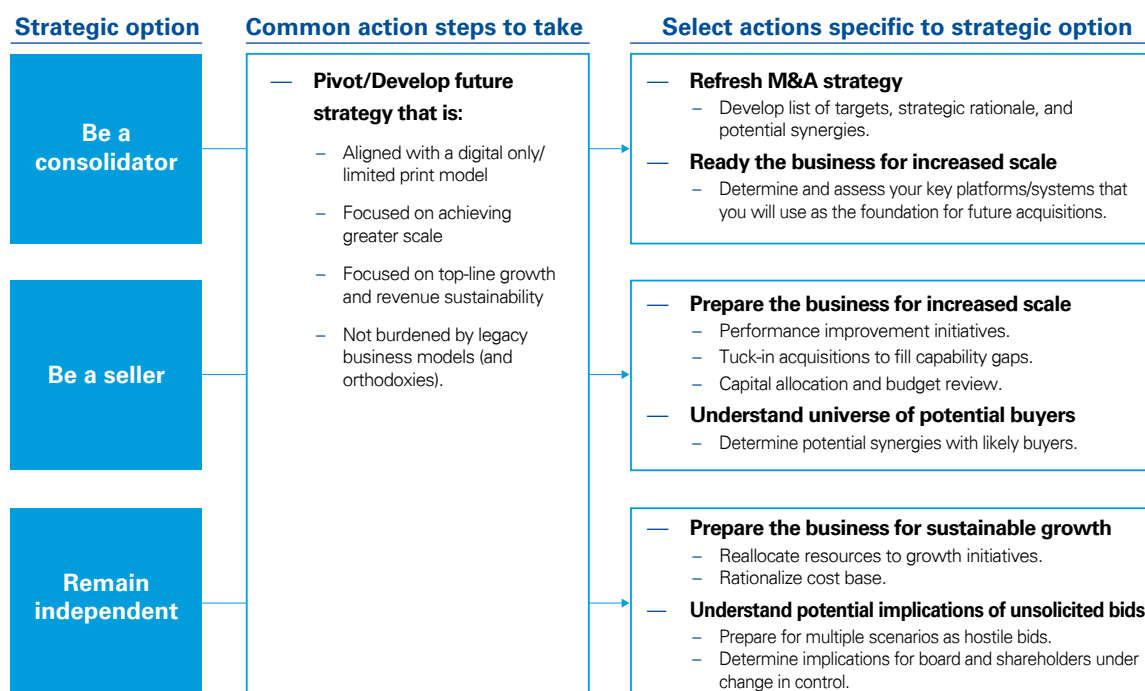 Strategic option
Common action steps to take
Select actions specific to strategic option
Be a
consolidator
— Pivot/Develop future
strategy that is:
– Aligned with a digital only/
limited print model
– Focused on achieving
greater scale
– Focused on top-line growth
and revenue sustainability
– Not burdened by legacy
business models (and
orthodoxies).
— Refresh M&A strategy
– Develop list of targets, strategic rationale, and
potential synergies.
— Ready the business for increased scale
– Determine and assess your key platforms/systems that
you will use as the foundation for future acquisitions.
Be a seller
— Prepare the business for increased scale
– Performance improvement initiatives.
– Tuck-in acquisitions to fill capability gaps.
– Capital allocation and budget review.
— Understand universe of potential buyers
– Determine potential synergies with likely buyers.
Remain
independent
— Prepare the business for sustainable growth
– Reallocate resources to growth initiatives.
– Rationalize cost base.
— Understand potential implications of unsolicited bids
– Prepare for multiple scenarios as hostile bids.
– Determine implications for board and shareholders under
change in control.